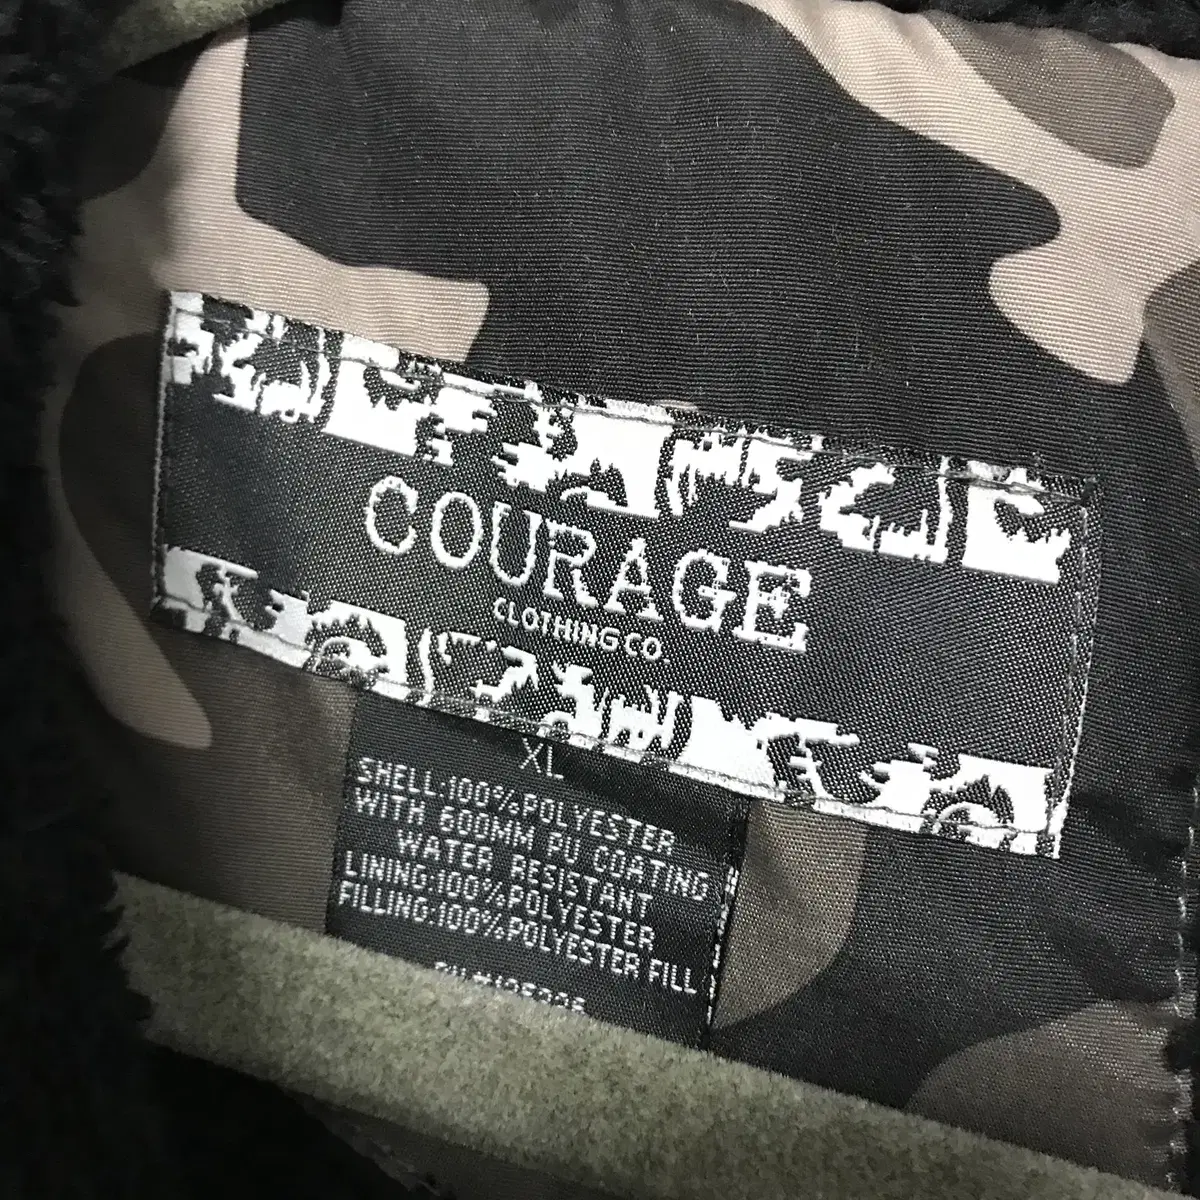 COURAGE
CLOTHING CO.
XL
SHELL:100%POLYESTER
WITH 600MM PU COATING
WATER RESISTANT
LINING:100%POLYESTER
FILLING:100%POLYESTER FILL